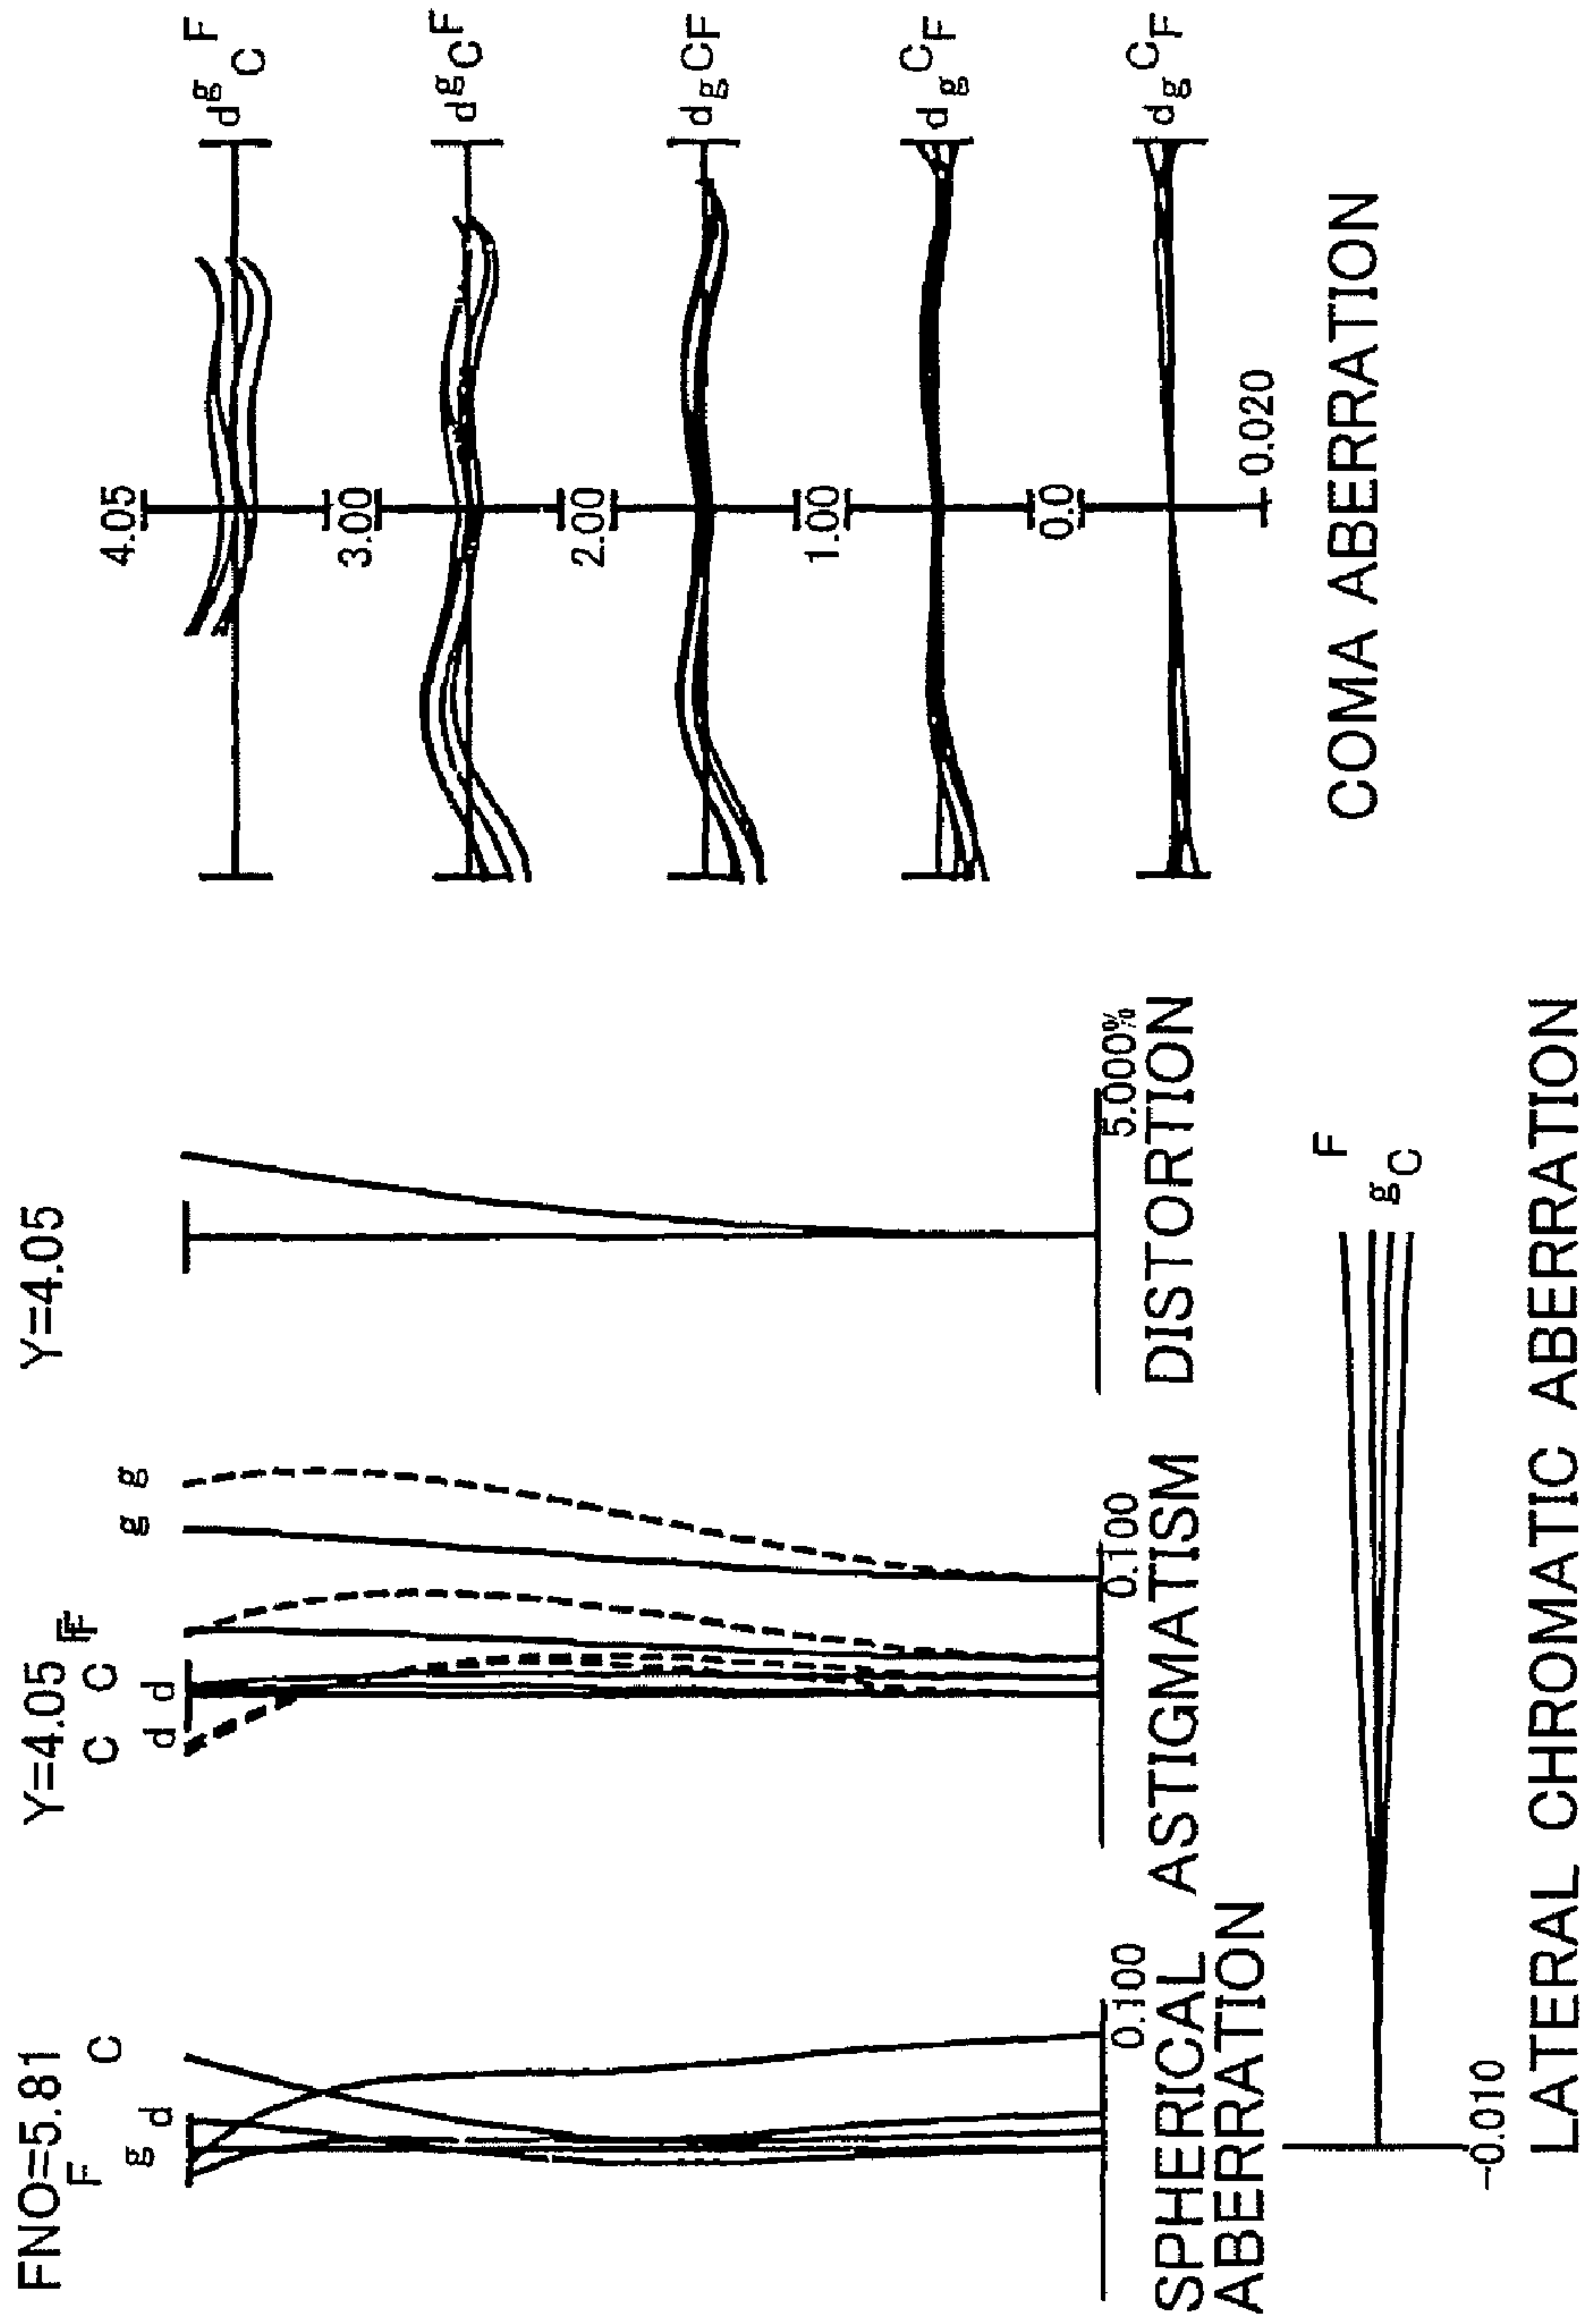 FNO=5.81
F
g
d
C
0.100
SPHERICAL
ABERRATION
Y=4.05
C
d
d
C
F
F
g
g
0.100
ASTIGMATISM
Y=4.05
5.000%
DISTORTION
4.05
d
g
C
F
3.00
d
g
C
F
2.00
d
g
C
F
1.00
d
g
C
F
0.0
d
g
C
F
0.020
COMA ABERRATION
F
g
C
-0.010
LATERAL CHROMATIC ABERRATION